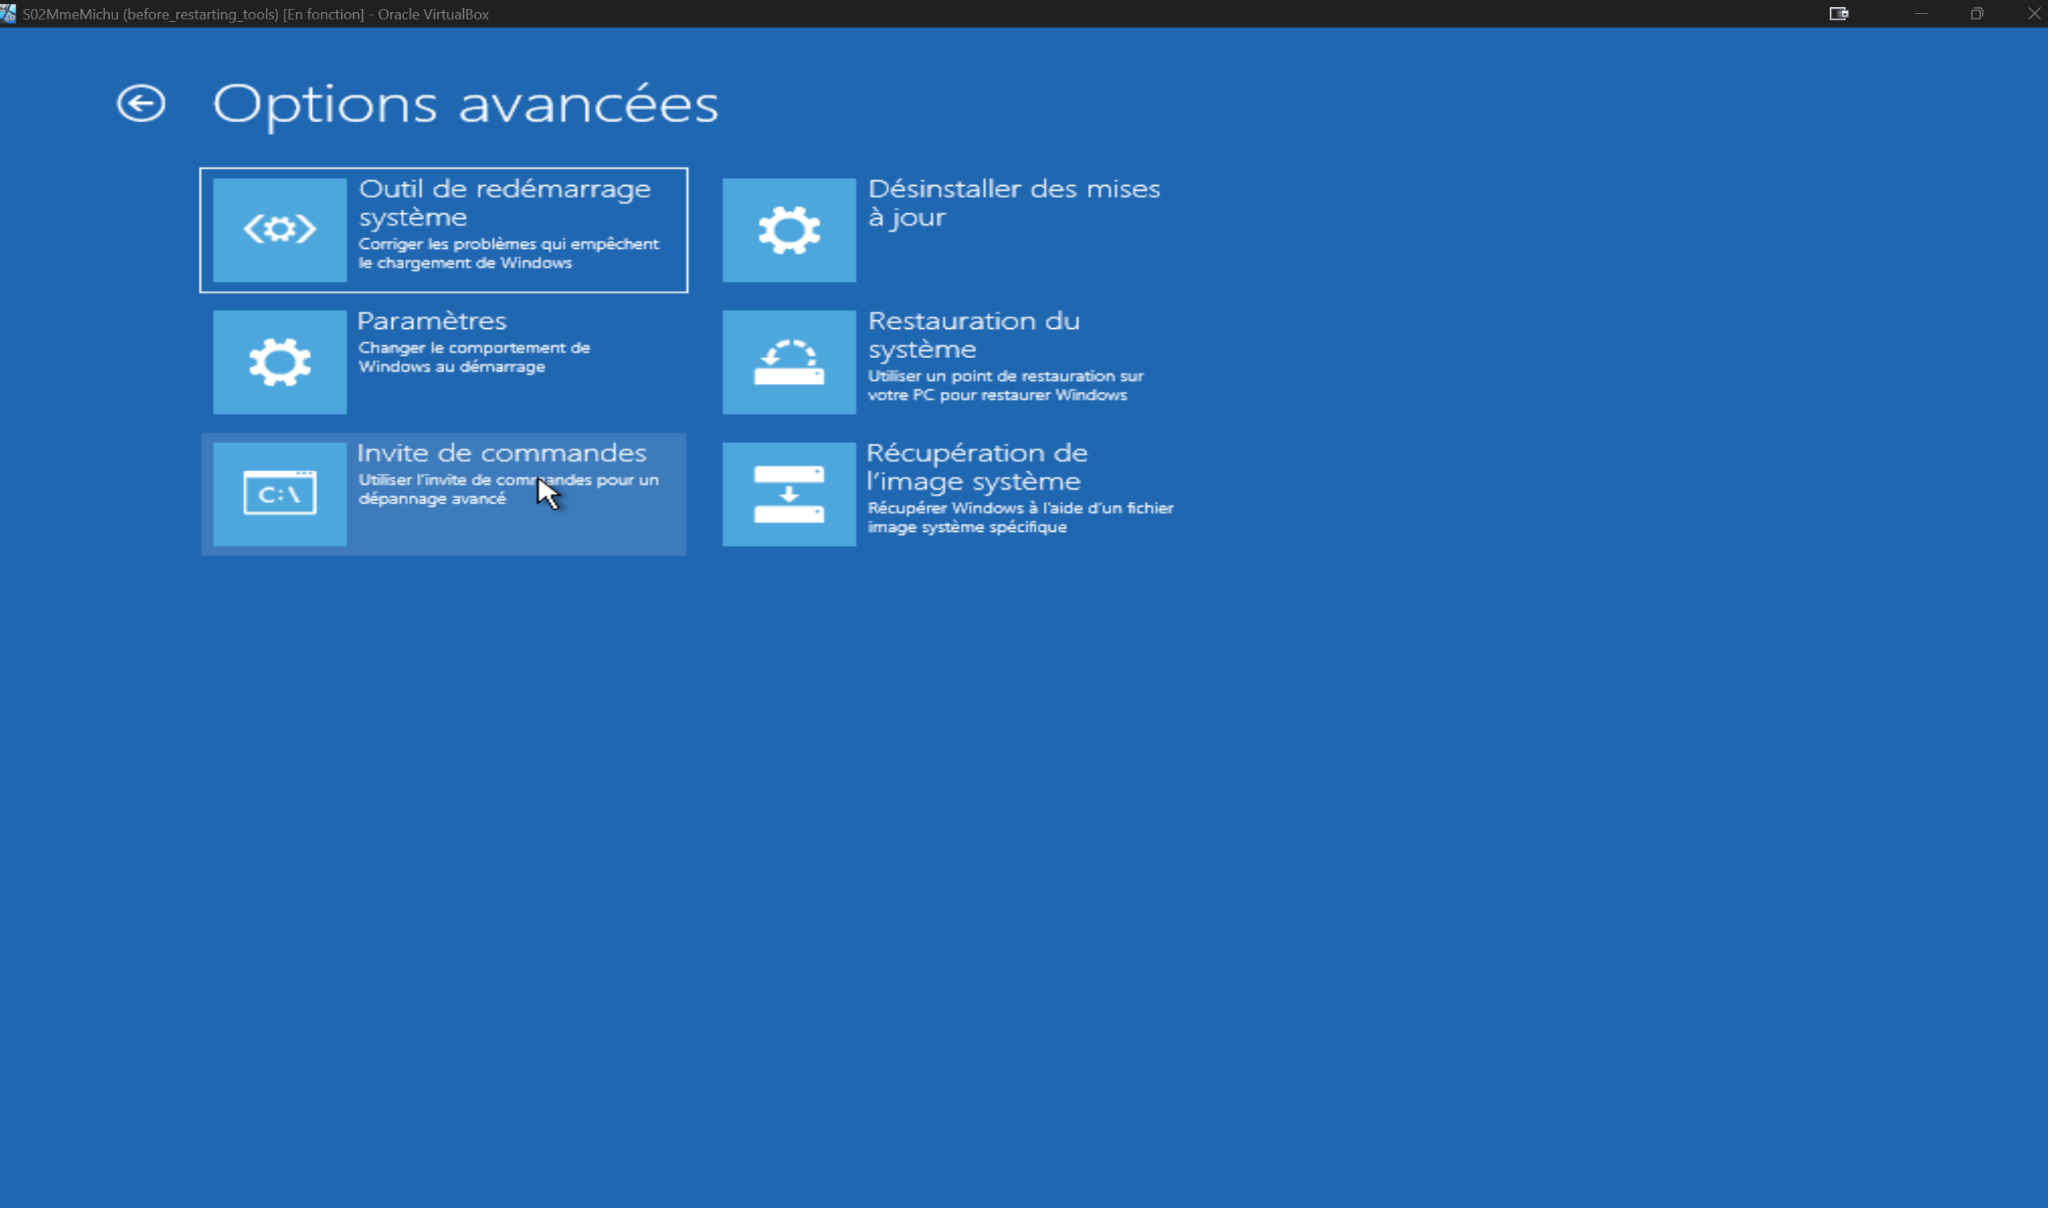 S02MmeMichu (before_restarting_tools) [En fonction] - Oracle VirtualBox
Options avancées
Outil de redémarrage
système
Corriger les problèmes qui empêchent
le chargement de Windows
Désinstaller des mises
à jour
Paramètres
Changer le comportement de
Windows au démarrage
Restauration du
système
Utiliser un point de restauration sur
votre PC pour restaurer Windows
C:\
Invite de commandes
Utiliser l'invite de commandes pour un
dépannage avancé
Récupération de
l'image système
Récupérer Windows à l'aide d'un fichier
image système spécifique